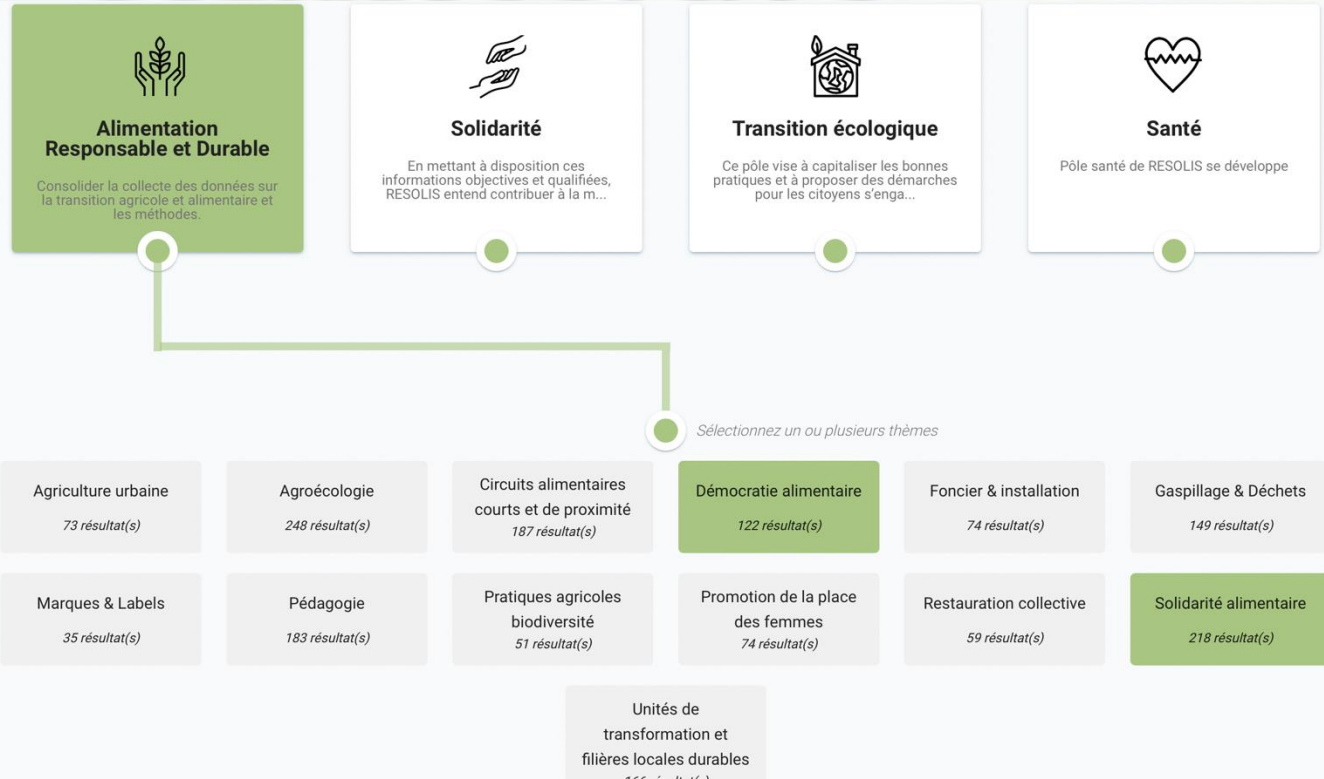 Alimentation
Responsable et Durable
Consolider la collecte des données sur
la transition agricole et alimentaire et
les méthodes.
Solidarité
En mettant à disposition ces
informations objectives et qualifiées,
RESOLIS entend contribuer à la m...
Transition écologique
Ce pôle vise à capitaliser les bonnes
pratiques et à proposer des démarches
pour les citoyens s'enga...
Santé
Pôle santé de RESOLIS se développe
Sélectionnez un ou plusieurs thèmes
Agriculture urbaine
73 résultat(s)
Agroécologie
248 résultat(s)
Circuits alimentaires
courts et de proximité
187 résultat(s)
Démocratie alimentaire
122 résultat(s)
Foncier & installation
74 résultat(s)
Gaspillage & Déchets
149 résultat(s)
Marques & Labels
35 résultat(s)
Pédagogie
183 résultat(s)
Pratiques agricoles
biodiversité
51 résultat(s)
Promotion de la place
des femmes
74 résultat(s)
Restauration collective
59 résultat(s)
Solidarité alimentaire
218 résultat(s)
Unités de
transformation et
filières locales durables